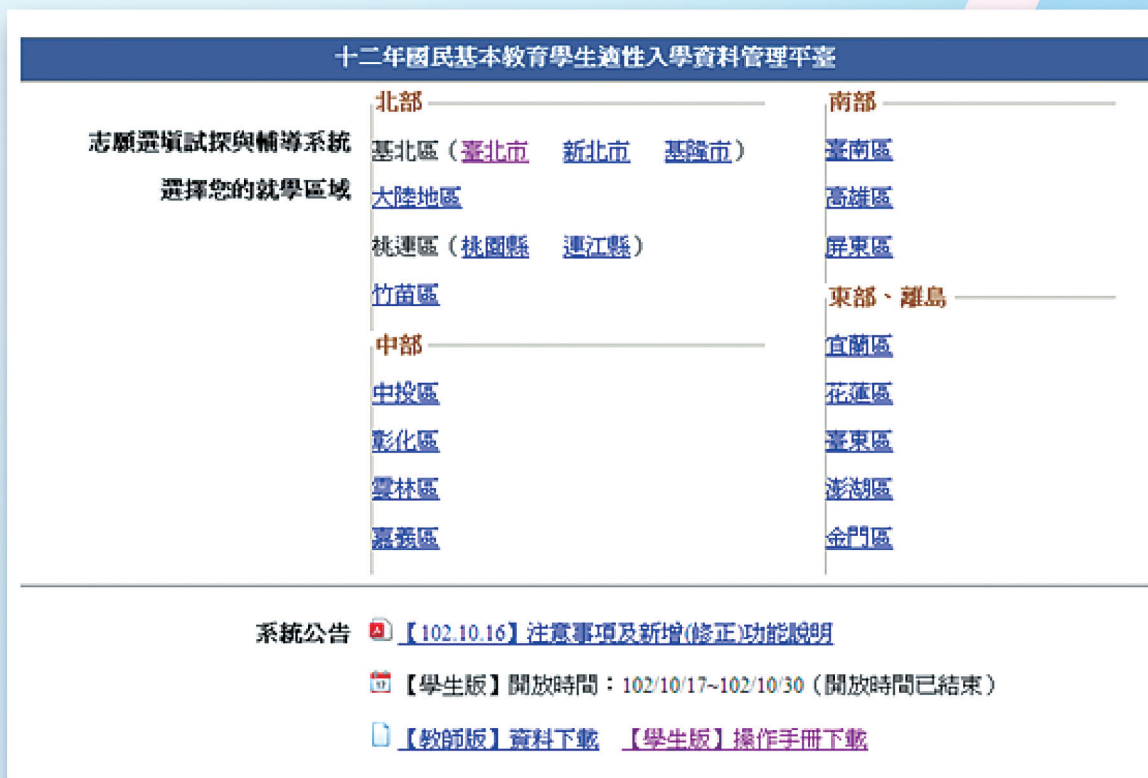 十二年國民基本教育學生適性入學資料管理平臺
志願選填試探與輔導系統
選擇您的就學區域
北部
基北區（臺北市 新北市 基隆市）
大陸地區
桃連區（桃園縣 連江縣）
竹苗區
中部
中投區
彰化區
雲林區
嘉義區
南部
臺南區
高雄區
屏東區
東部、離島
宜蘭區
花蓮區
臺東區
澎湖區
金門區
系統公告
【102.10.16】注意事項及新增(修正)功能說明
【學生版】開放時間：102/10/17~102/10/30（開放時間已結束）
【教師版】資料下載 【學生版】操作手冊下載